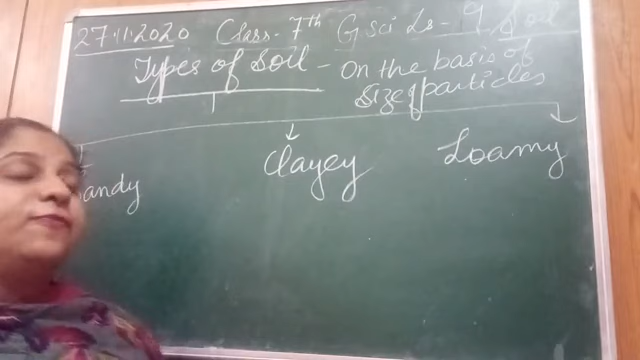 27.11.2020 Class- 7th G.sci Ls- 9 Soil
Types of Soil - On the basis of
size of particles
andy Clayey Loamy